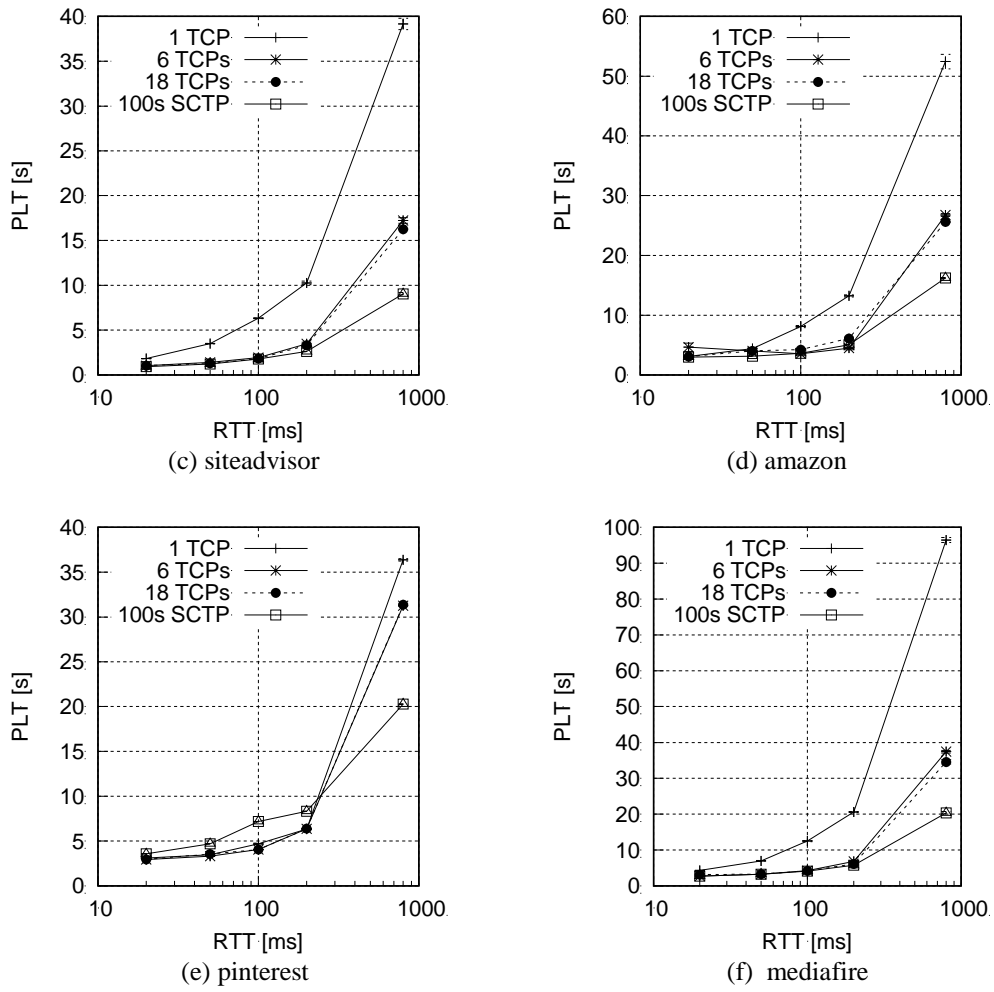 40
35
30
25
20
15
10
5
0
PLT [s]
1 TCP
6 TCPs
18 TCPs
100s SCTP
10 100 1000
RTT [ms]
(c) siteadvisor
60
50
40
30
20
10
0
PLT [s]
1 TCP
6 TCPs
18 TCPs
100s SCTP
10 100 1000
RTT [ms]
(d) amazon
40
35
30
25
20
15
10
5
0
PLT [s]
1 TCP
6 TCPs
18 TCPs
100s SCTP
10 100 1000
RTT [ms]
(e) pinterest
100
90
80
70
60
50
40
30
20
10
0
PLT [s]
1 TCP
6 TCPs
18 TCPs
100s SCTP
10 100 1000
RTT [ms]
(f) mediafire